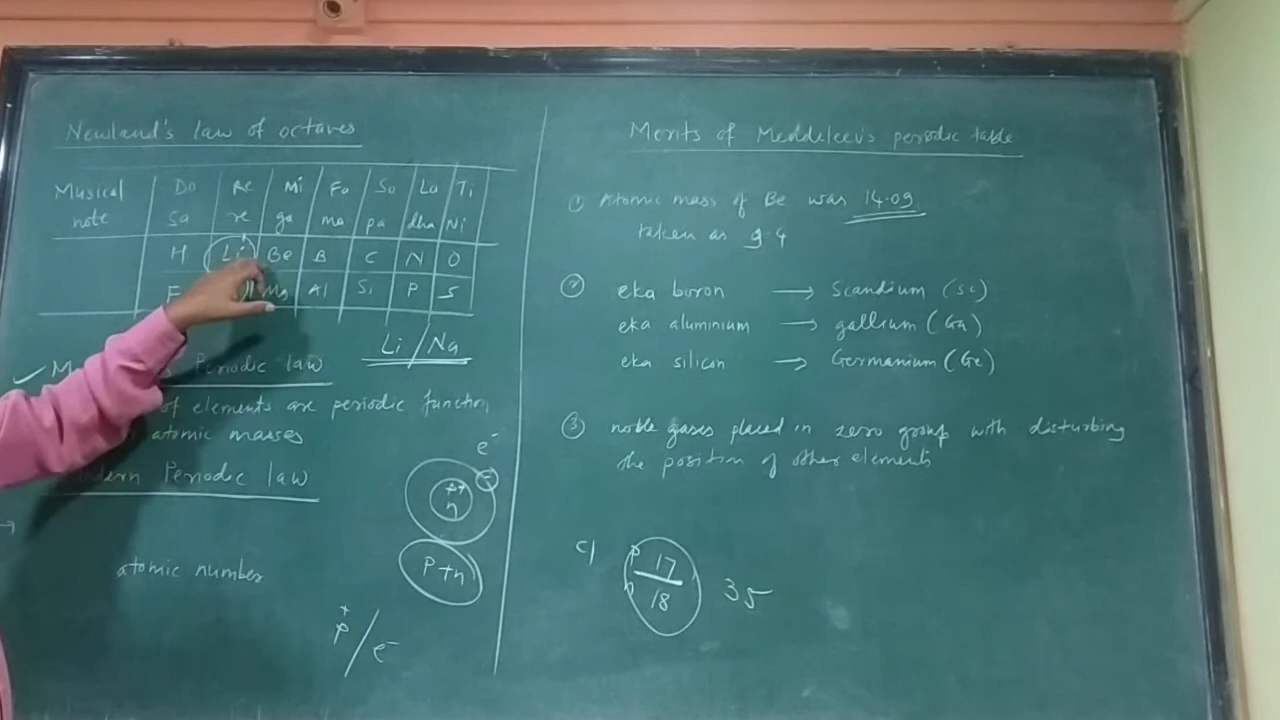 Newland's law of octaves
Musical note Do Re Mi Fa So La Ti
Sa re ga ma pa dha Ni
H Li Be B C N O
F Mg Al Si P S
Li/Na
Periodic law
of elements are periodic function
atomic masses
Periodic law
atomic number
e⁻
p+
n
P+n
p⁺/e⁻
Merits of Mendeleev's periodic table
① Atomic mass of Be was 14.09
taken as 9.4
② eka boron → Scandium (Sc)
eka aluminium → gallium (Ga)
eka silicon → Germanium (Ge)
③ noble gases placed in zero group with disturbing
the position of other elements
Cl p 17
n 18 35